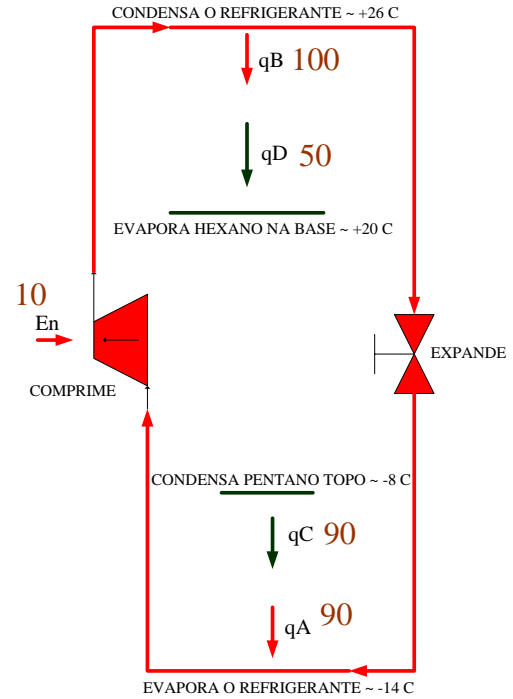 CONDENSA O REFRIGERANTE ~ +26 C
qB 100
qD 50
EVAPORA HEXANO NA BASE ~ +20 C
10
En
EXPANDE
COMPRIME
CONDENSA PENTANO TOPO ~ -8 C
qC 90
qA 90
EVAPORA O REFRIGERANTE ~ -14 C